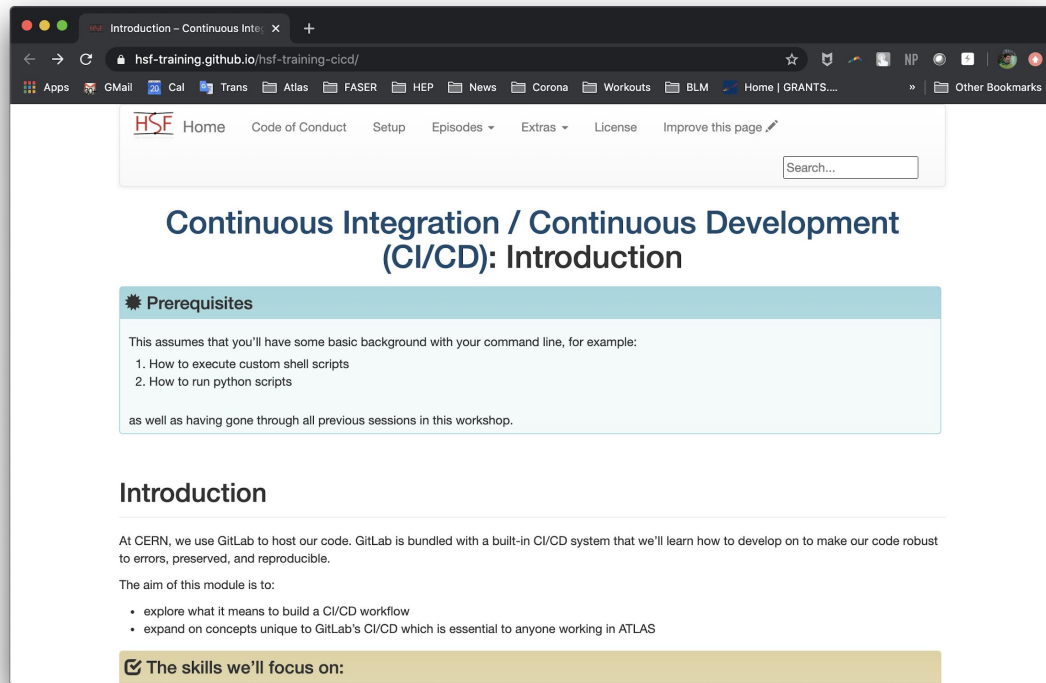 HSF Introduction – Continuous Integ
hsf-training.github.io/hsf-training-cicd/
NP
Apps GMail 20 Cal Trans Atlas FASER HEP News Corona Workouts BLM Home | GRANTS.... » Other Bookmarks
HSF Home Code of Conduct Setup Episodes Extras License Improve this page
Search...
Continuous Integration / Continuous Development
(CI/CD): Introduction
Prerequisites
This assumes that you'll have some basic background with your command line, for example:
1. How to execute custom shell scripts
2. How to run python scripts
as well as having gone through all previous sessions in this workshop.
Introduction
At CERN, we use GitLab to host our code. GitLab is bundled with a built-in CI/CD system that we'll learn how to develop on to make our code robust
to errors, preserved, and reproducible.
The aim of this module is to:
• explore what it means to build a CI/CD workflow
• expand on concepts unique to GitLab's CI/CD which is essential to anyone working in ATLAS
The skills we'll focus on: